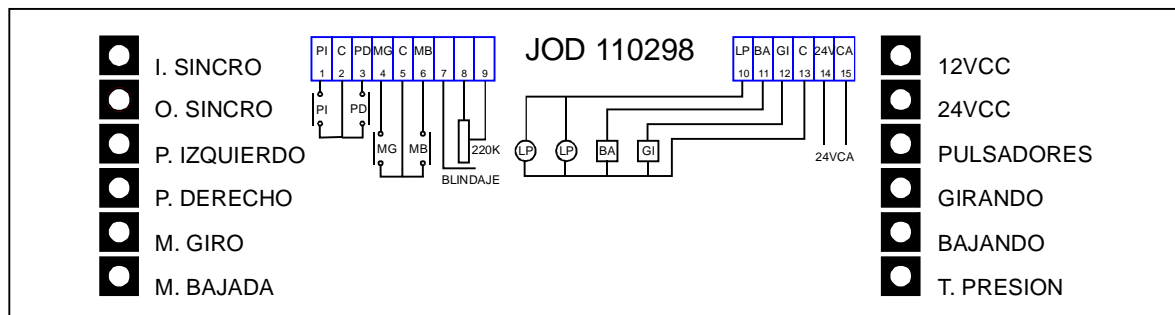 JOD 110298
I. SINCRO
O. SINCRO
P. IZQUIERDO
P. DERECHO
M. GIRO
M. BAJADA
PI C PD MG C MB
1 2 3 4 5 6 7 8 9
PI PD
MG MB 220K
BLINDAJE
LP BA GI C 24VCA
10 11 12 13 14 15
LP LP BA GI
24VCA
12VCC
24VCC
PULSADORES
GIRANDO
BAJANDO
T. PRESION